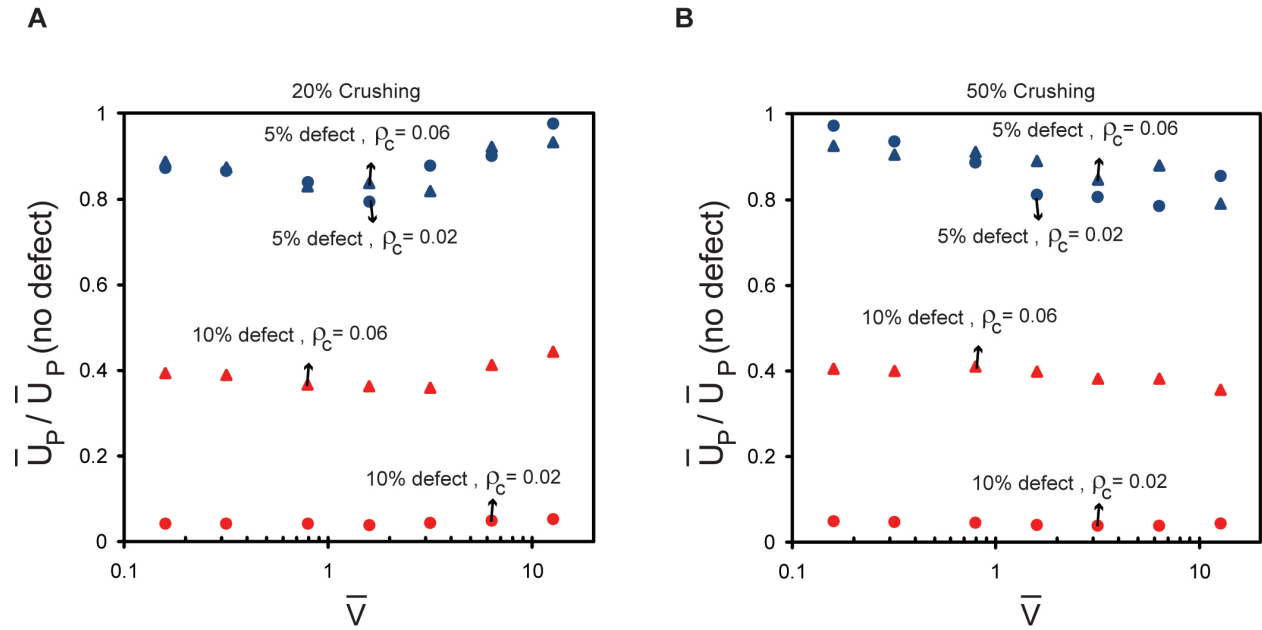 A
20% Crushing
1
5% defect , ρc = 0.06
0.8
5% defect , ρc = 0.02
0.6
10% defect , ρc = 0.06
0.4
0.2
10% defect , ρc = 0.02
0
0.1
1
10
V̅
U̅P / U̅P (no defect)
B
50% Crushing
1
5% defect , ρc = 0.06
0.8
5% defect , ρc = 0.02
0.6
10% defect , ρc = 0.06
0.4
0.2
10% defect , ρc = 0.02
0
0.1
1
10
V̅
U̅P / U̅P (no defect)